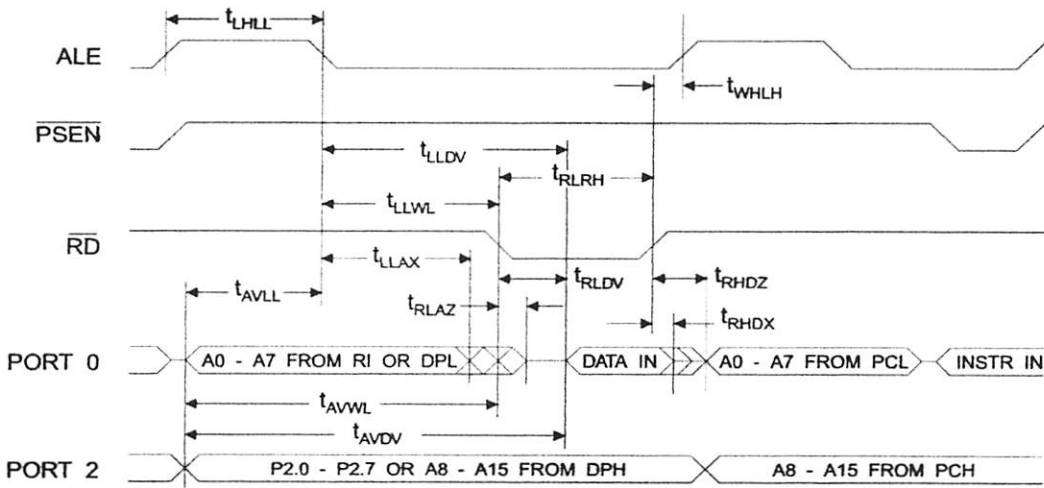 tLHLL
ALE
tWHLH
PSEN
tLLDV
tRLRH
tLLWL
RD
tLLAX
tRLDV
tRHDZ
tAVLL
tRLAZ
tRHDX
PORT 0
A0 - A7 FROM RI OR DPL
DATA IN
A0 - A7 FROM PCL
INSTR IN
tAVWL
tAVDV
PORT 2
P2.0 - P2.7 OR A8 - A15 FROM DPH
A8 - A15 FROM PCH